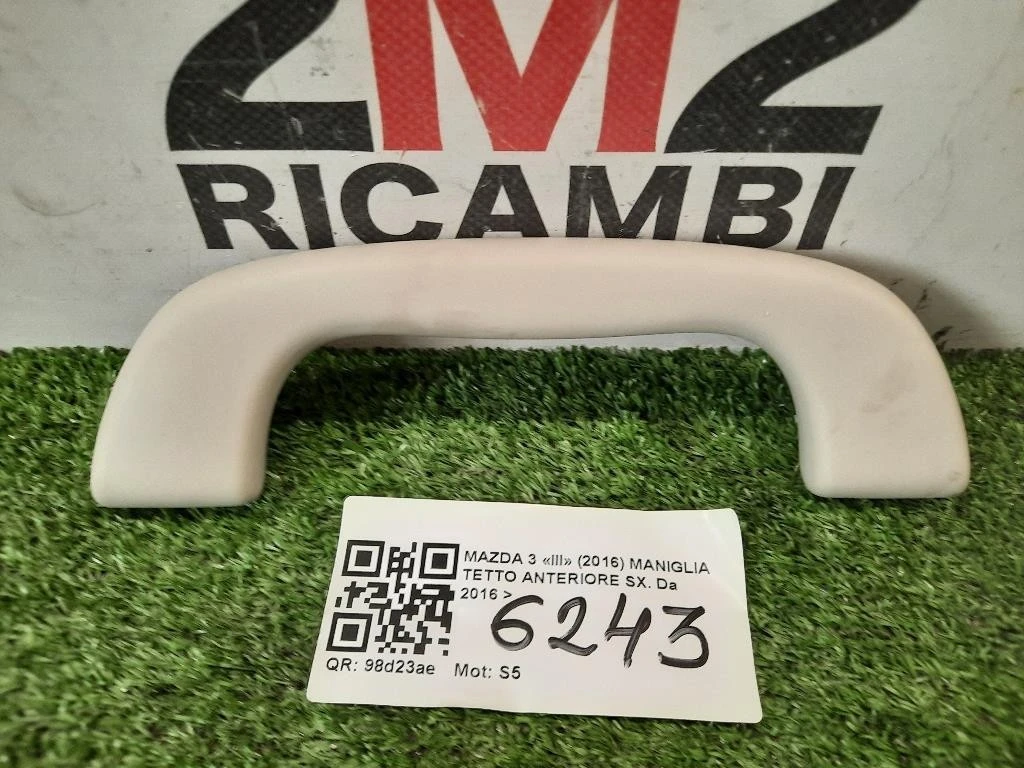 2M2
RICAMBI
MAZDA 3 «III» (2016) MANIGLIA
TETTO ANTERIORE SX. Da
2016 >
6243
QR: 98d23ae Mot: S5